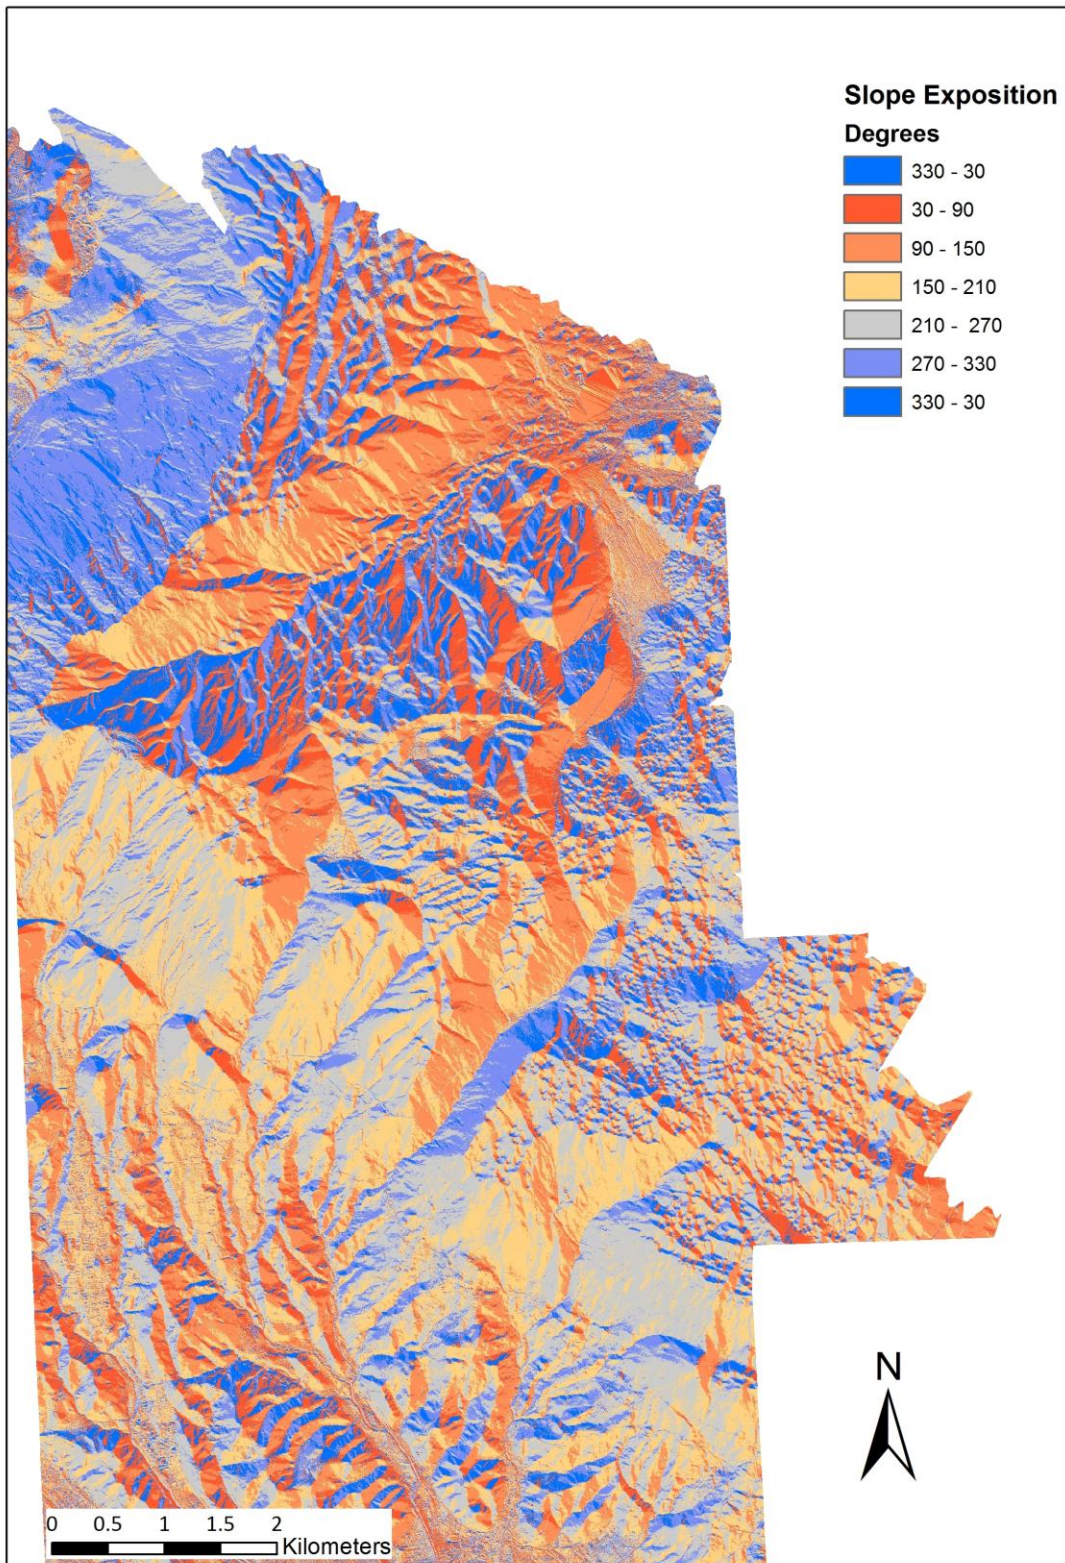 Slope Exposition
Degrees
330 - 30
30 - 90
90 - 150
150 - 210
210 - 270
270 - 330
330 - 30
N
0 0.5 1 1.5 2
Kilometers